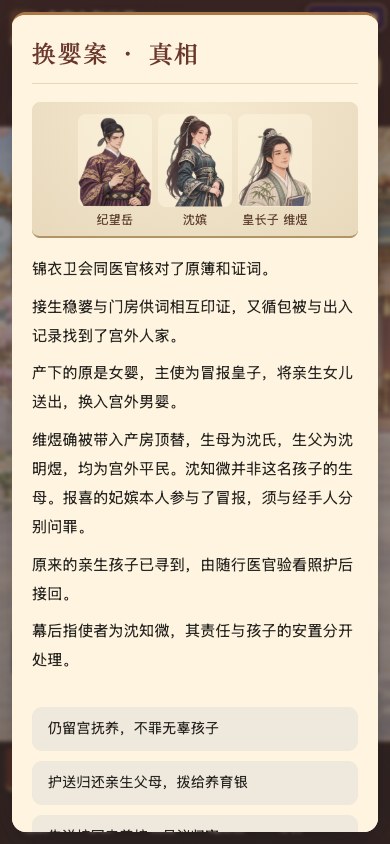 换婴案 · 真相
纪望岳
沈嫔
皇长子 维煜
锦衣卫会同医官核对了原簿和证词。
接生稳婆与门房供词相互印证，又循包被与出入
记录找到了宫外人家。
产下的原是女婴，主使为冒报皇子，将亲生女儿
送出，换入宫外男婴。
维煜确被带入产房顶替，生母为沈氏，生父为沈
明煜，均为宫外平民。沈知微并非这名孩子的生
母。报喜的妃嫔本人参与了冒报，须与经手人分
别问罪。
原来的亲生孩子已寻到，由随行医官验看照护后
接回。
幕后指使者为沈知微，其责任与孩子的安置分开
处理。
仍留宫抚养，不罪无辜孩子
护送归还亲生父母，拨给养育银